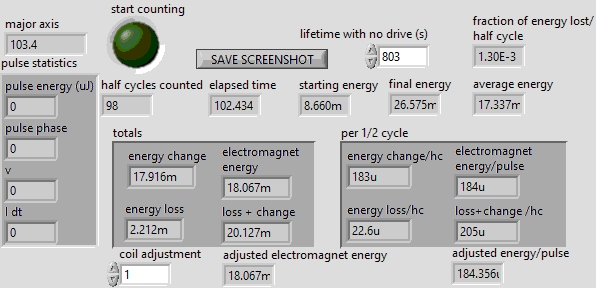 start counting
major axis
103.4
lifetime with no drive (s)
803
fraction of energy lost/
half cycle
1.30E-3
SAVE SCREENSHOT
pulse statistics
pulse energy (uJ)
0
pulse phase
0
v
0
I dt
0
half cycles counted
98
elapsed time
102.434
starting energy
8.660m
final energy
26.575m
average energy
17.337m
totals
energy change
17.916m
electromagnet
energy
18.067m
energy loss
2.212m
loss + change
20.127m
per 1/2 cycle
energy change/hc
183u
electromagnet
energy/pulse
184u
energy loss/hc
22.6u
loss+change /hc
205u
coil adjustment
1
adjusted electromagnet energy
18.067m
adjusted energy/pulse
184.356u